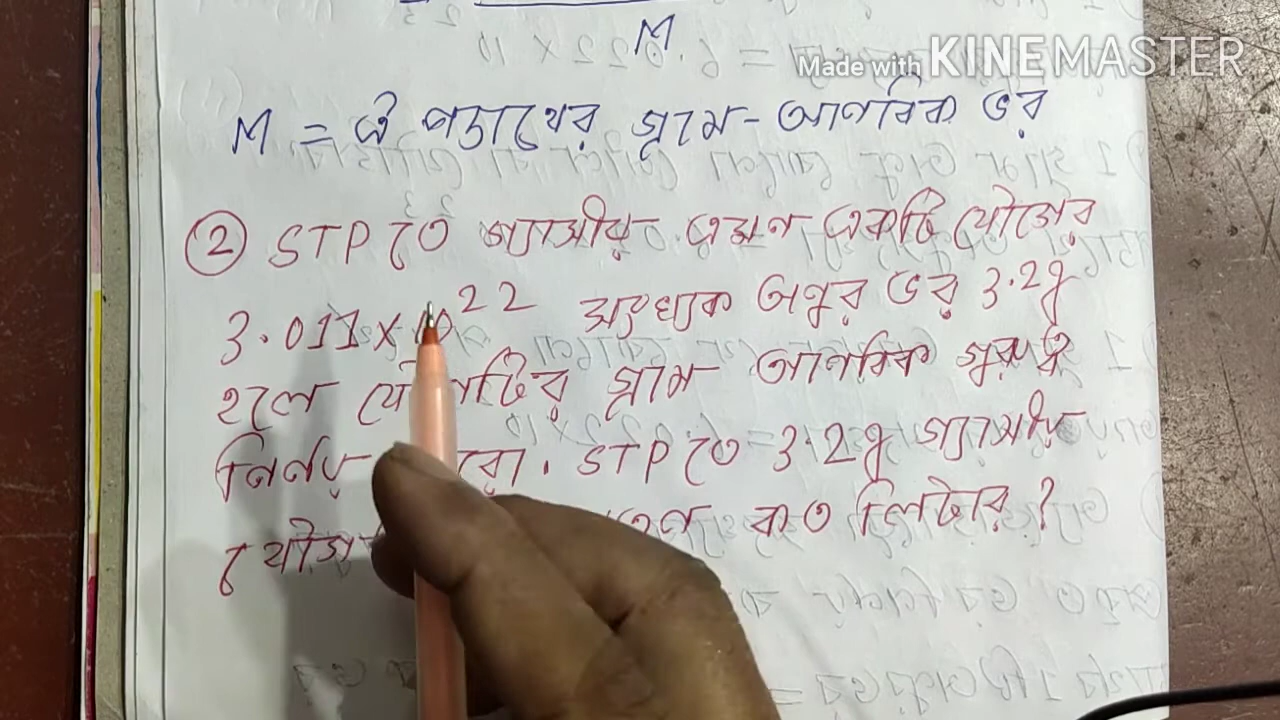 M
Made with KINEMASTER
M = ঐ পদার্থের গ্রাম-আণবিক ভর
② STP তে গ্যাসীয় এমন একটি যৌগের
3.011 × 10²² সংখ্যক অণুর ভর 3.2g
হলে যৌগটির গ্রাম আণবিক গুরুত্ব
নির্ণয় করো. STP তে 3.2g গ্যাসীয়
কত লিটার?